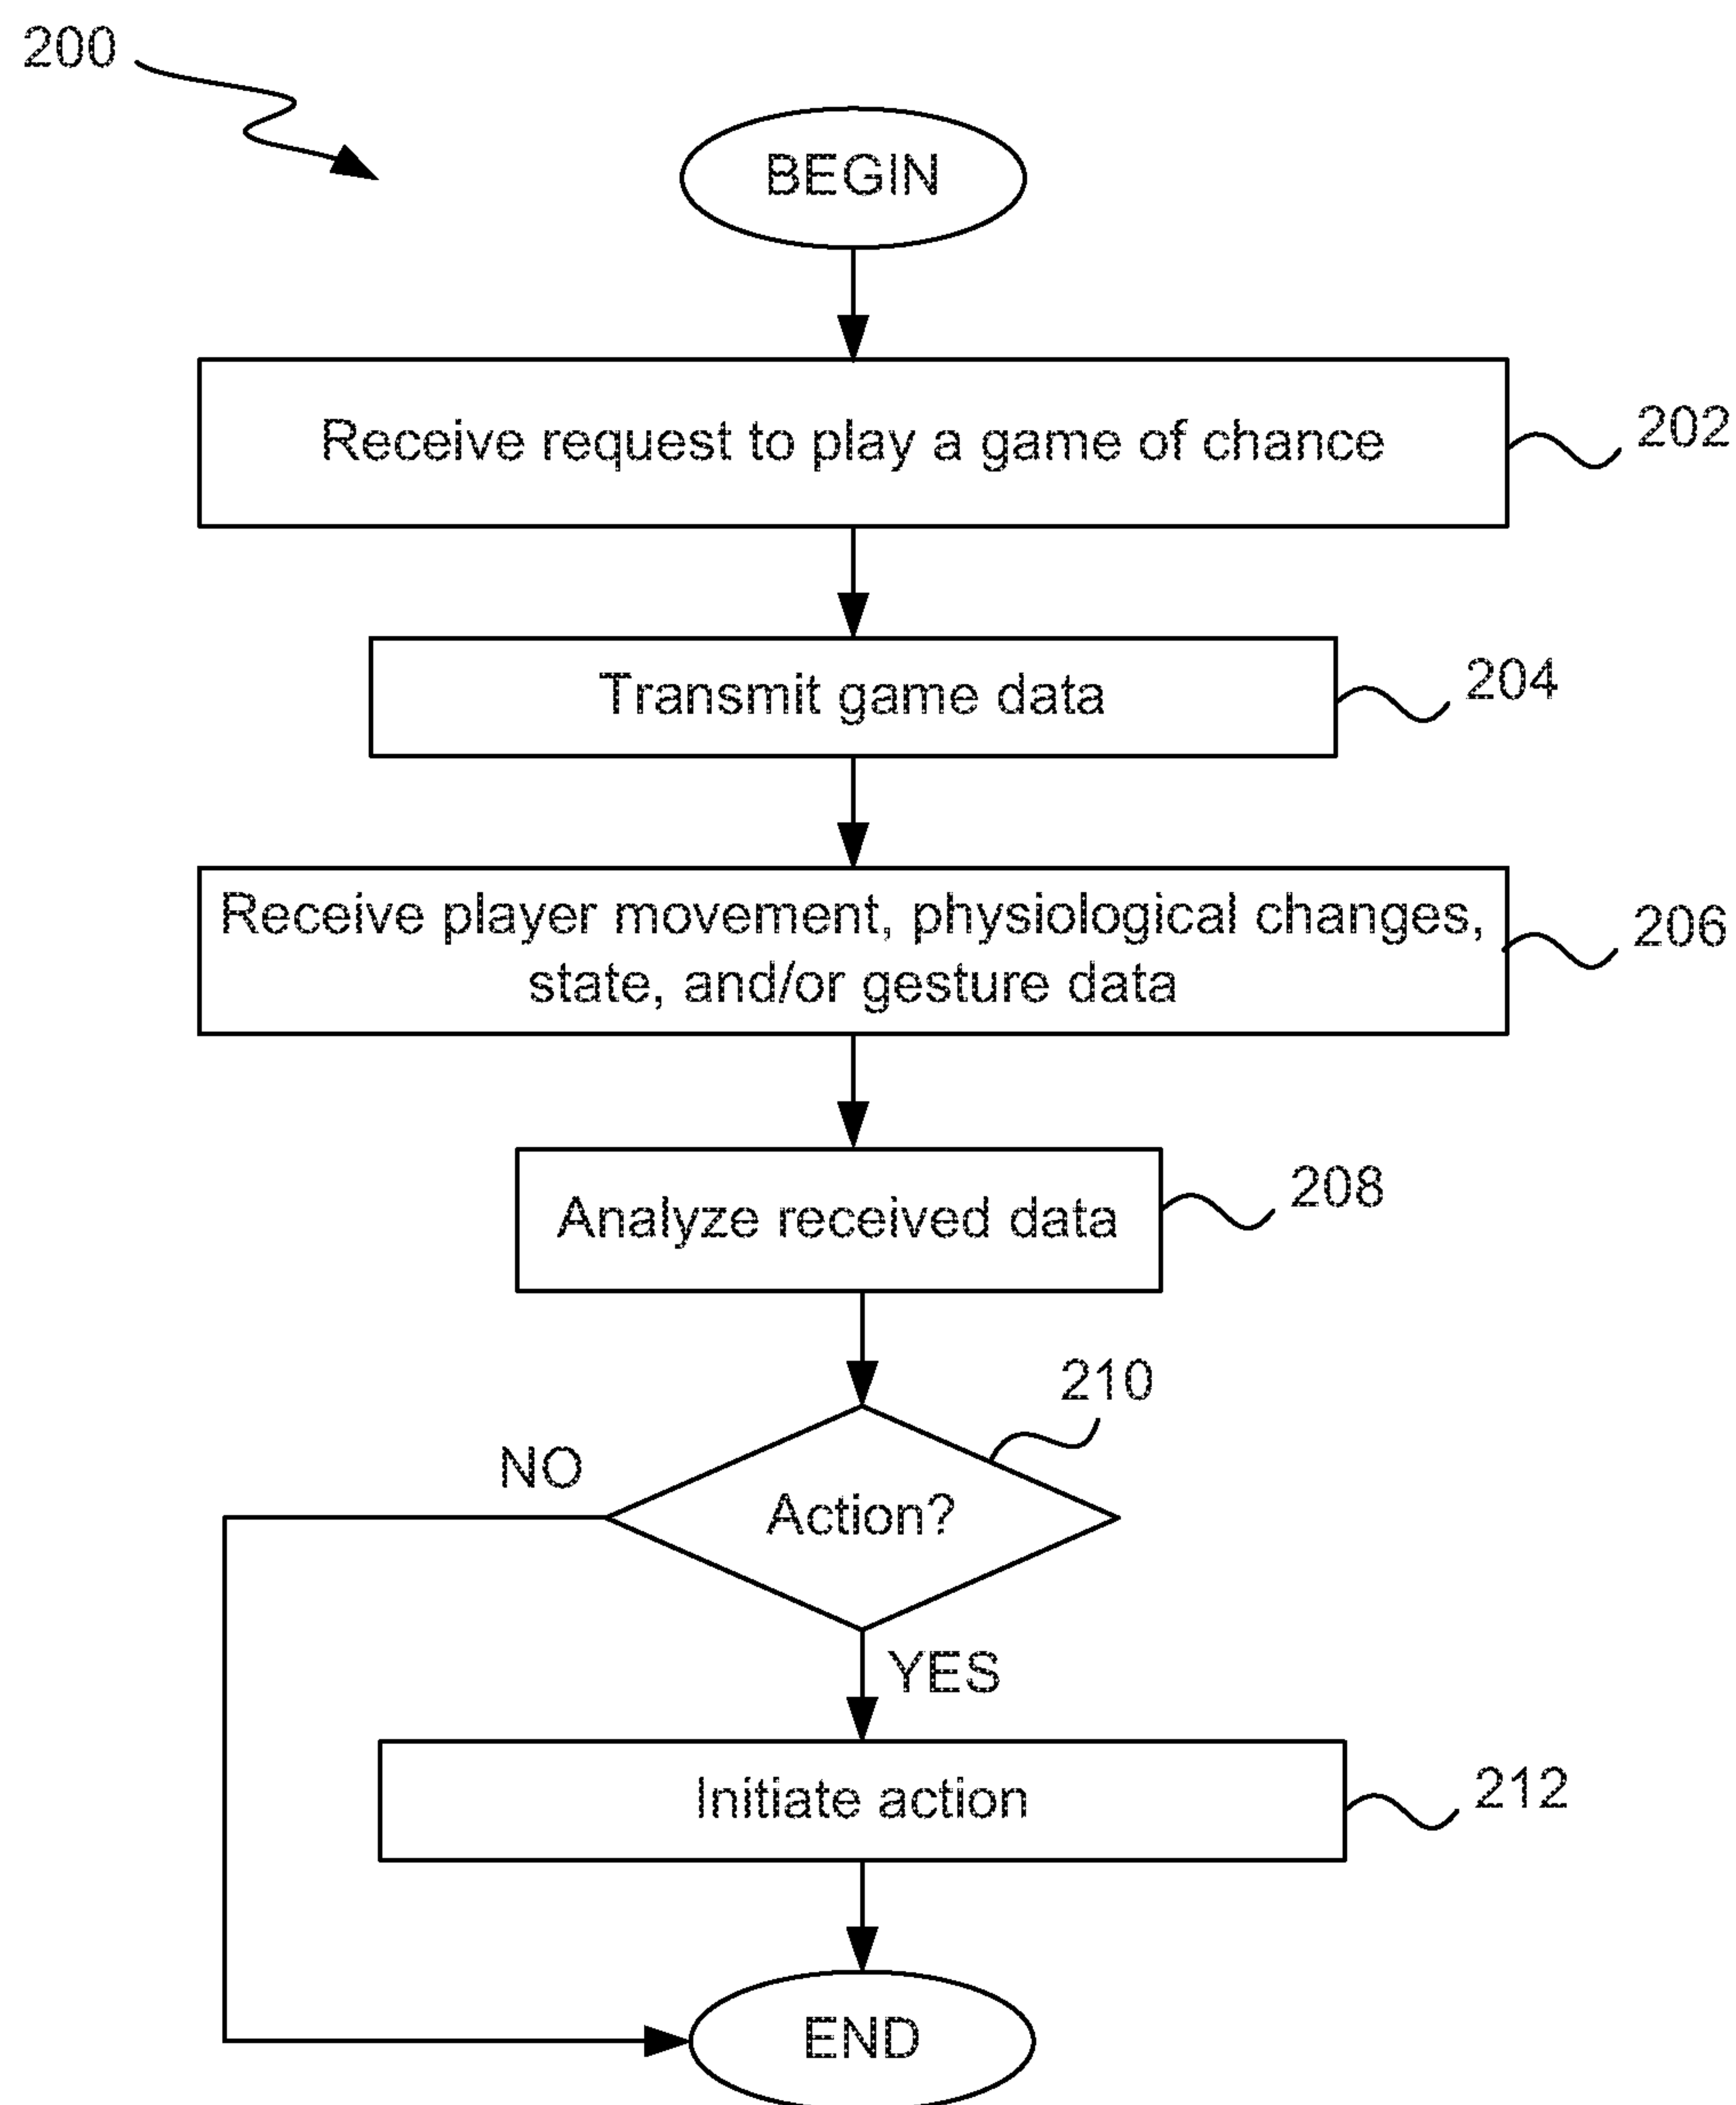 200
BEGIN
Receive request to play a game of chance
202
Transmit game data
204
Receive player movement, physiological changes,
state, and/or gesture data
206
Analyze received data
208
210
NO
Action?
YES
Initiate action
212
END